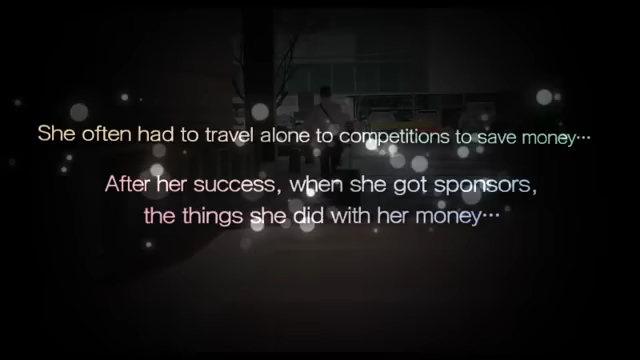 She often had to travel alone to competitions to save money…
After her success, when she got sponsors,
the things she did with her money…